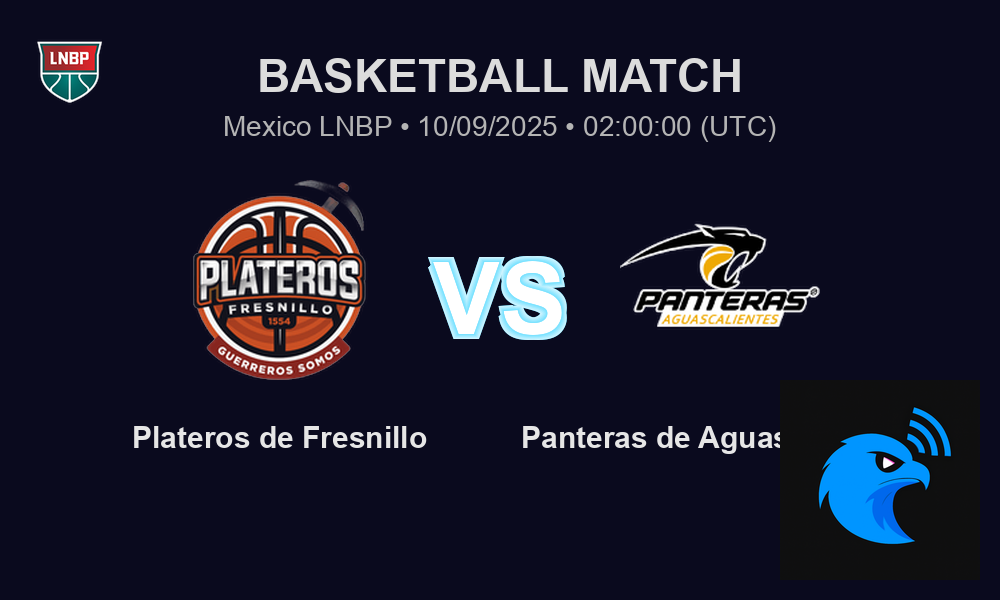 LNBP
BASKETBALL MATCH
Mexico LNBP • 10/09/2025 • 02:00:00 (UTC)
PLATEROS
FRESNILLO
1554
GUERREROS SOMOS
VS
PANTERAS®
AGUASCALIENTES
Plateros de Fresnillo
Panteras de Aguas